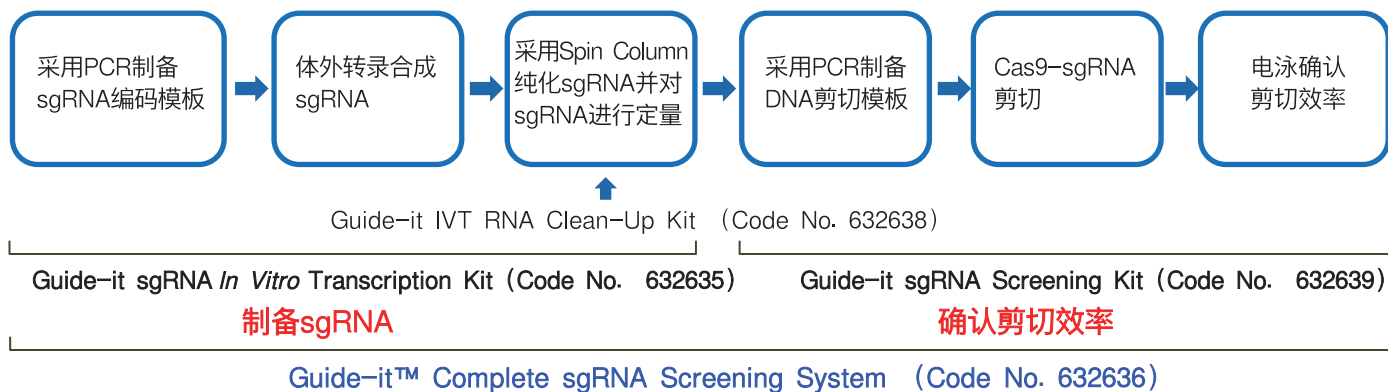 采用PCR制备
sgRNA编码模板
体外转录合成
sgRNA
采用Spin Column
纯化sgRNA并对
sgRNA进行定量
采用PCR制备
DNA剪切模板
Cas9-sgRNA
剪切
电泳确认
剪切效率
Guide-it IVT RNA Clean-Up Kit (Code No. 632638)
Guide-it sgRNA In Vitro Transcription Kit (Code No. 632635)
Guide-it sgRNA Screening Kit (Code No. 632639)
制备sgRNA
确认剪切效率
Guide-it™ Complete sgRNA Screening System (Code No. 632636)